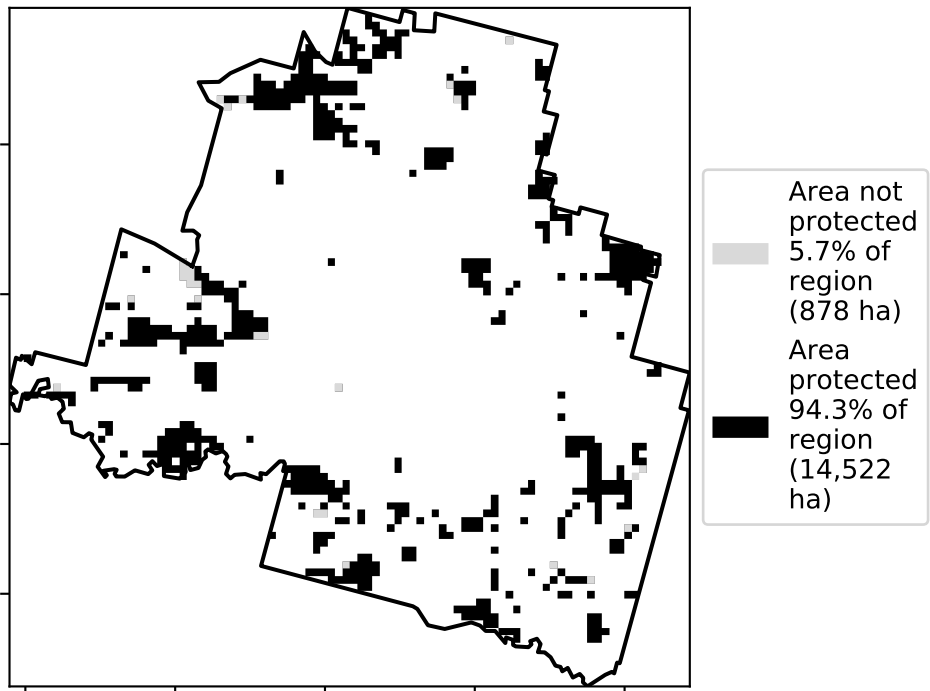 Area not
protected
5.7% of
region
(878 ha)
Area
protected
94.3% of
region
(14,522
ha)